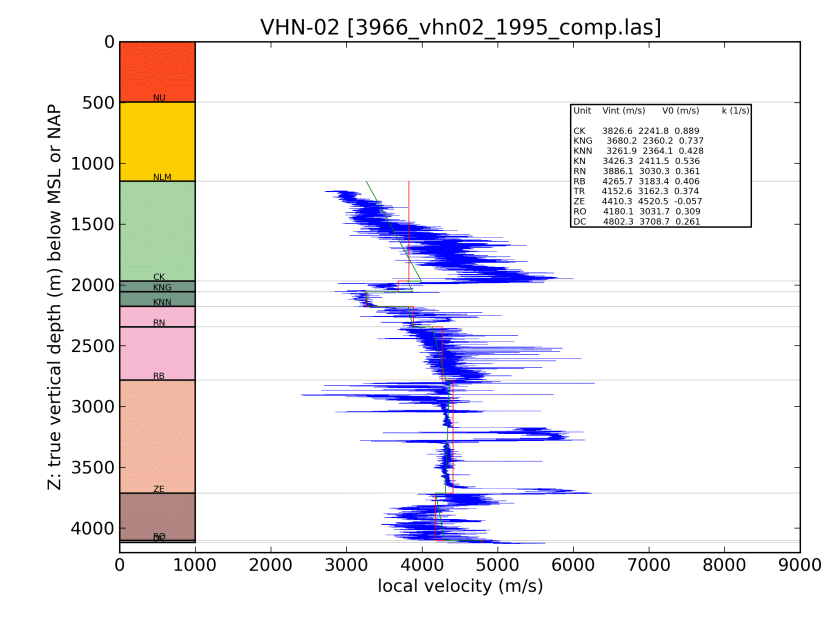 VHN-02 [3966_vhn02_1995_comp.las]
Z: true vertical depth (m) below MSL or NAP
0
500
1000
1500
2000
2500
3000
3500
4000
NU
NLM
CK
KNG
KNN
RN
RB
ZE
RO
Unit Vint (m/s) V0 (m/s) k (1/s)
CK 3826.6 2241.8 0.889
KNG 3680.2 2360.2 0.737
KNN 3261.9 2364.1 0.428
KN 3426.3 2411.5 0.536
RN 3886.1 3030.3 0.361
RB 4265.7 3183.4 0.406
TR 4152.6 3162.3 0.374
ZE 4410.3 4520.5 -0.057
RO 4180.1 3031.7 0.309
DC 4802.3 3708.7 0.261
0 1000 2000 3000 4000 5000 6000 7000 8000 9000
local velocity (m/s)